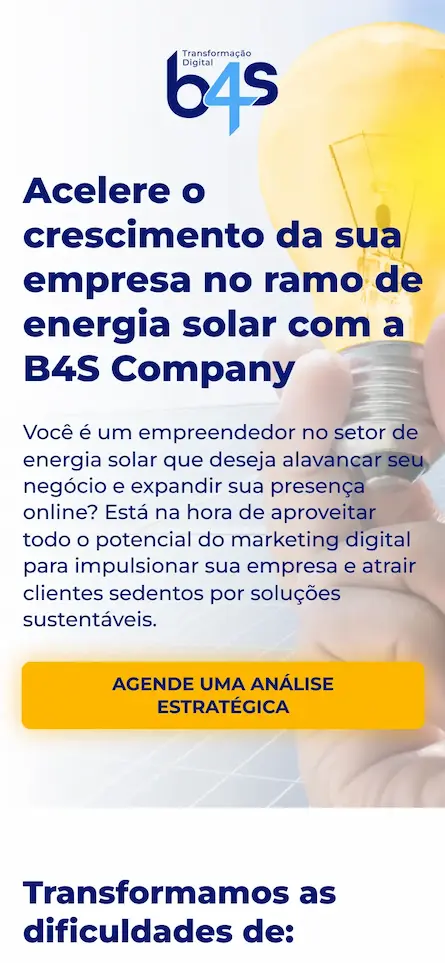 Transformação
Digital
b4s
Acelere o
crescimento da sua
empresa no ramo de
energia solar com a
B4S Company
Você é um empreendedor no setor de
energia solar que deseja alavancar seu
negócio e expandir sua presença
online? Está na hora de aproveitar
todo o potencial do marketing digital
para impulsionar sua empresa e atrair
clientes sedentos por soluções
sustentáveis.
AGENDE UMA ANÁLISE
ESTRATÉGICA
Transformamos as
dificuldades de: